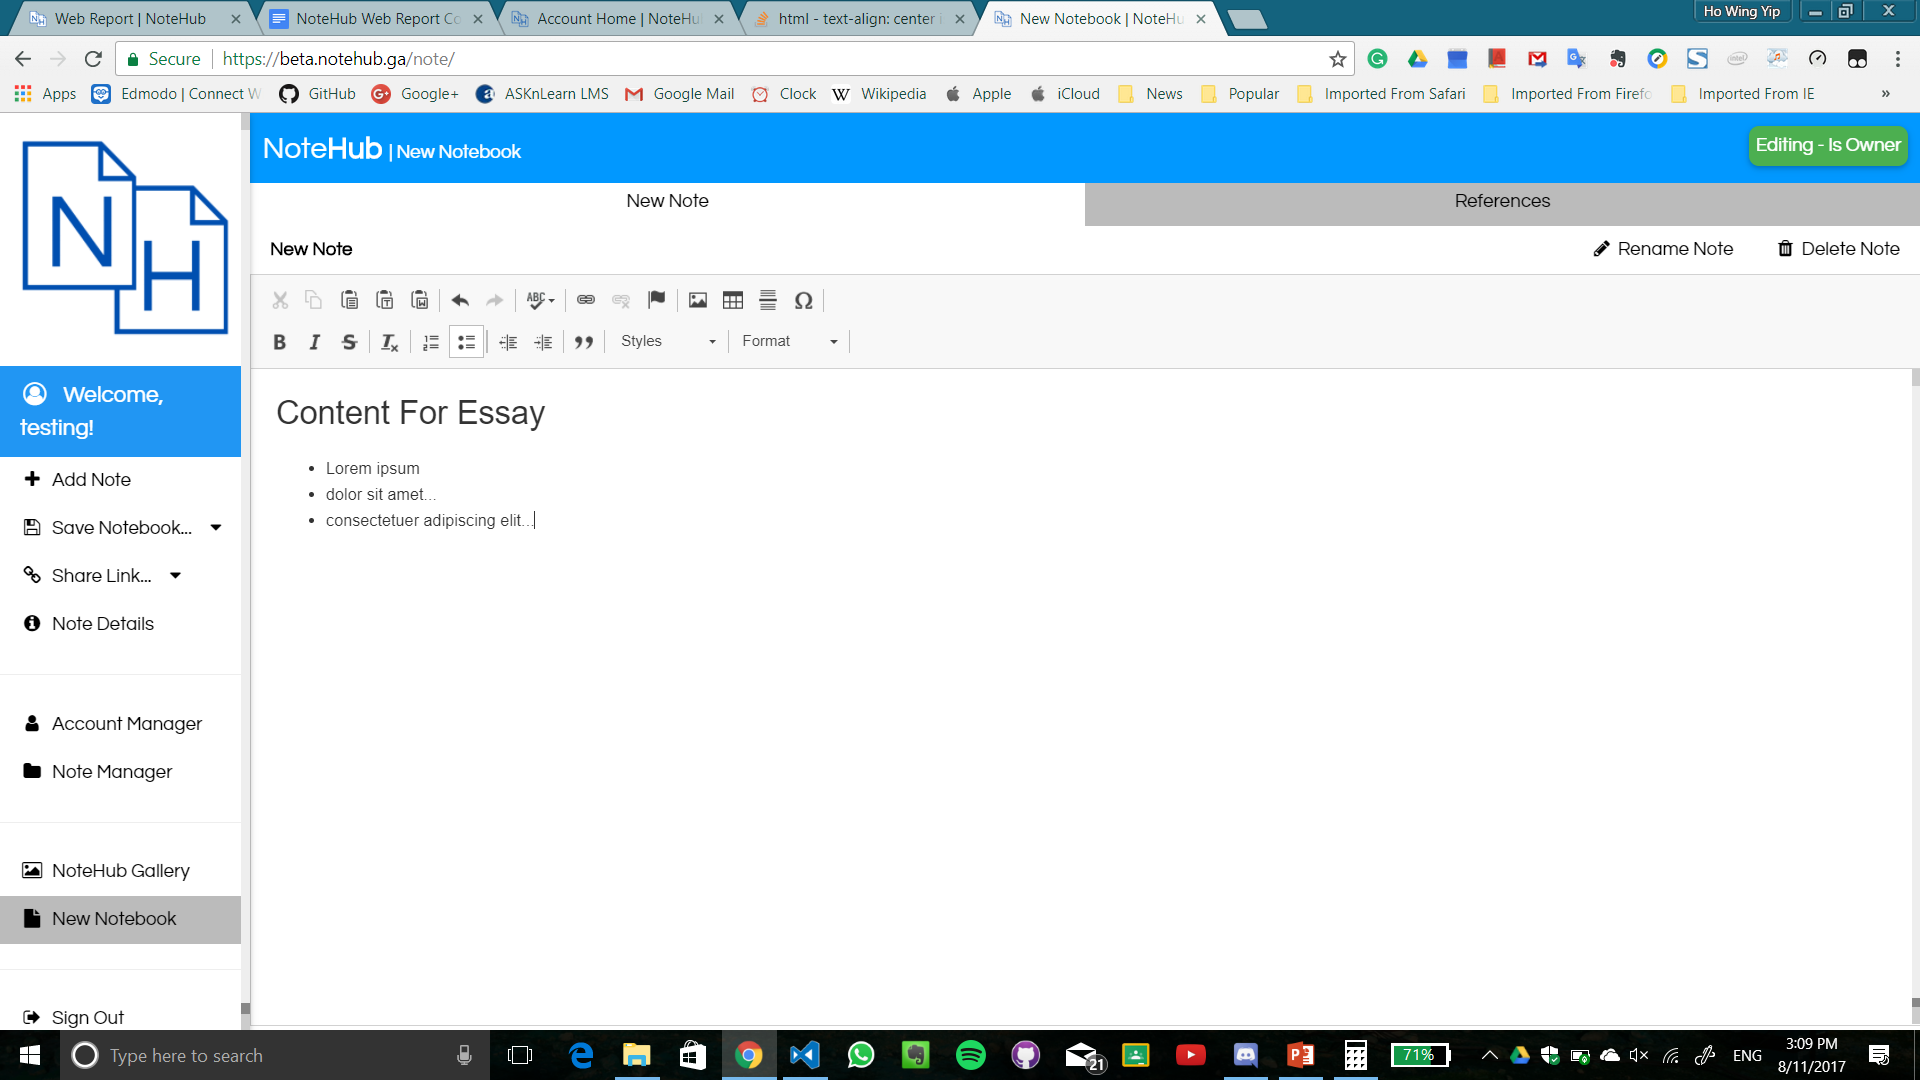 Web Report | NoteHub
NoteHub Web Report Co
Account Home | NoteHu
html - text-align: center i
New Notebook | NoteHu
Ho Wing Yip
Secure
https://beta.notehub.ga/note/
Apps
Edmodo | Connect W
GitHub
Google+
ASKnLearn LMS
Google Mail
Clock
W
Wikipedia
Apple
iCloud
News
Popular
Imported From Safari
Imported From Firefo
Imported From IE
»
N H
NoteHub | New Notebook
Editing - Is Owner
New Note
References
New Note
Rename Note
Delete Note
ABC
Ω
B I S Tx
Styles
Format
Welcome,
testing!
Add Note
Save Notebook...
Share Link...
Note Details
Account Manager
Note Manager
NoteHub Gallery
New Notebook
Sign Out
Content For Essay
• Lorem ipsum
• dolor sit amet...
• consectetuer adipiscing elit...
Type here to search
21
71%
ENG
3:09 PM
8/11/2017